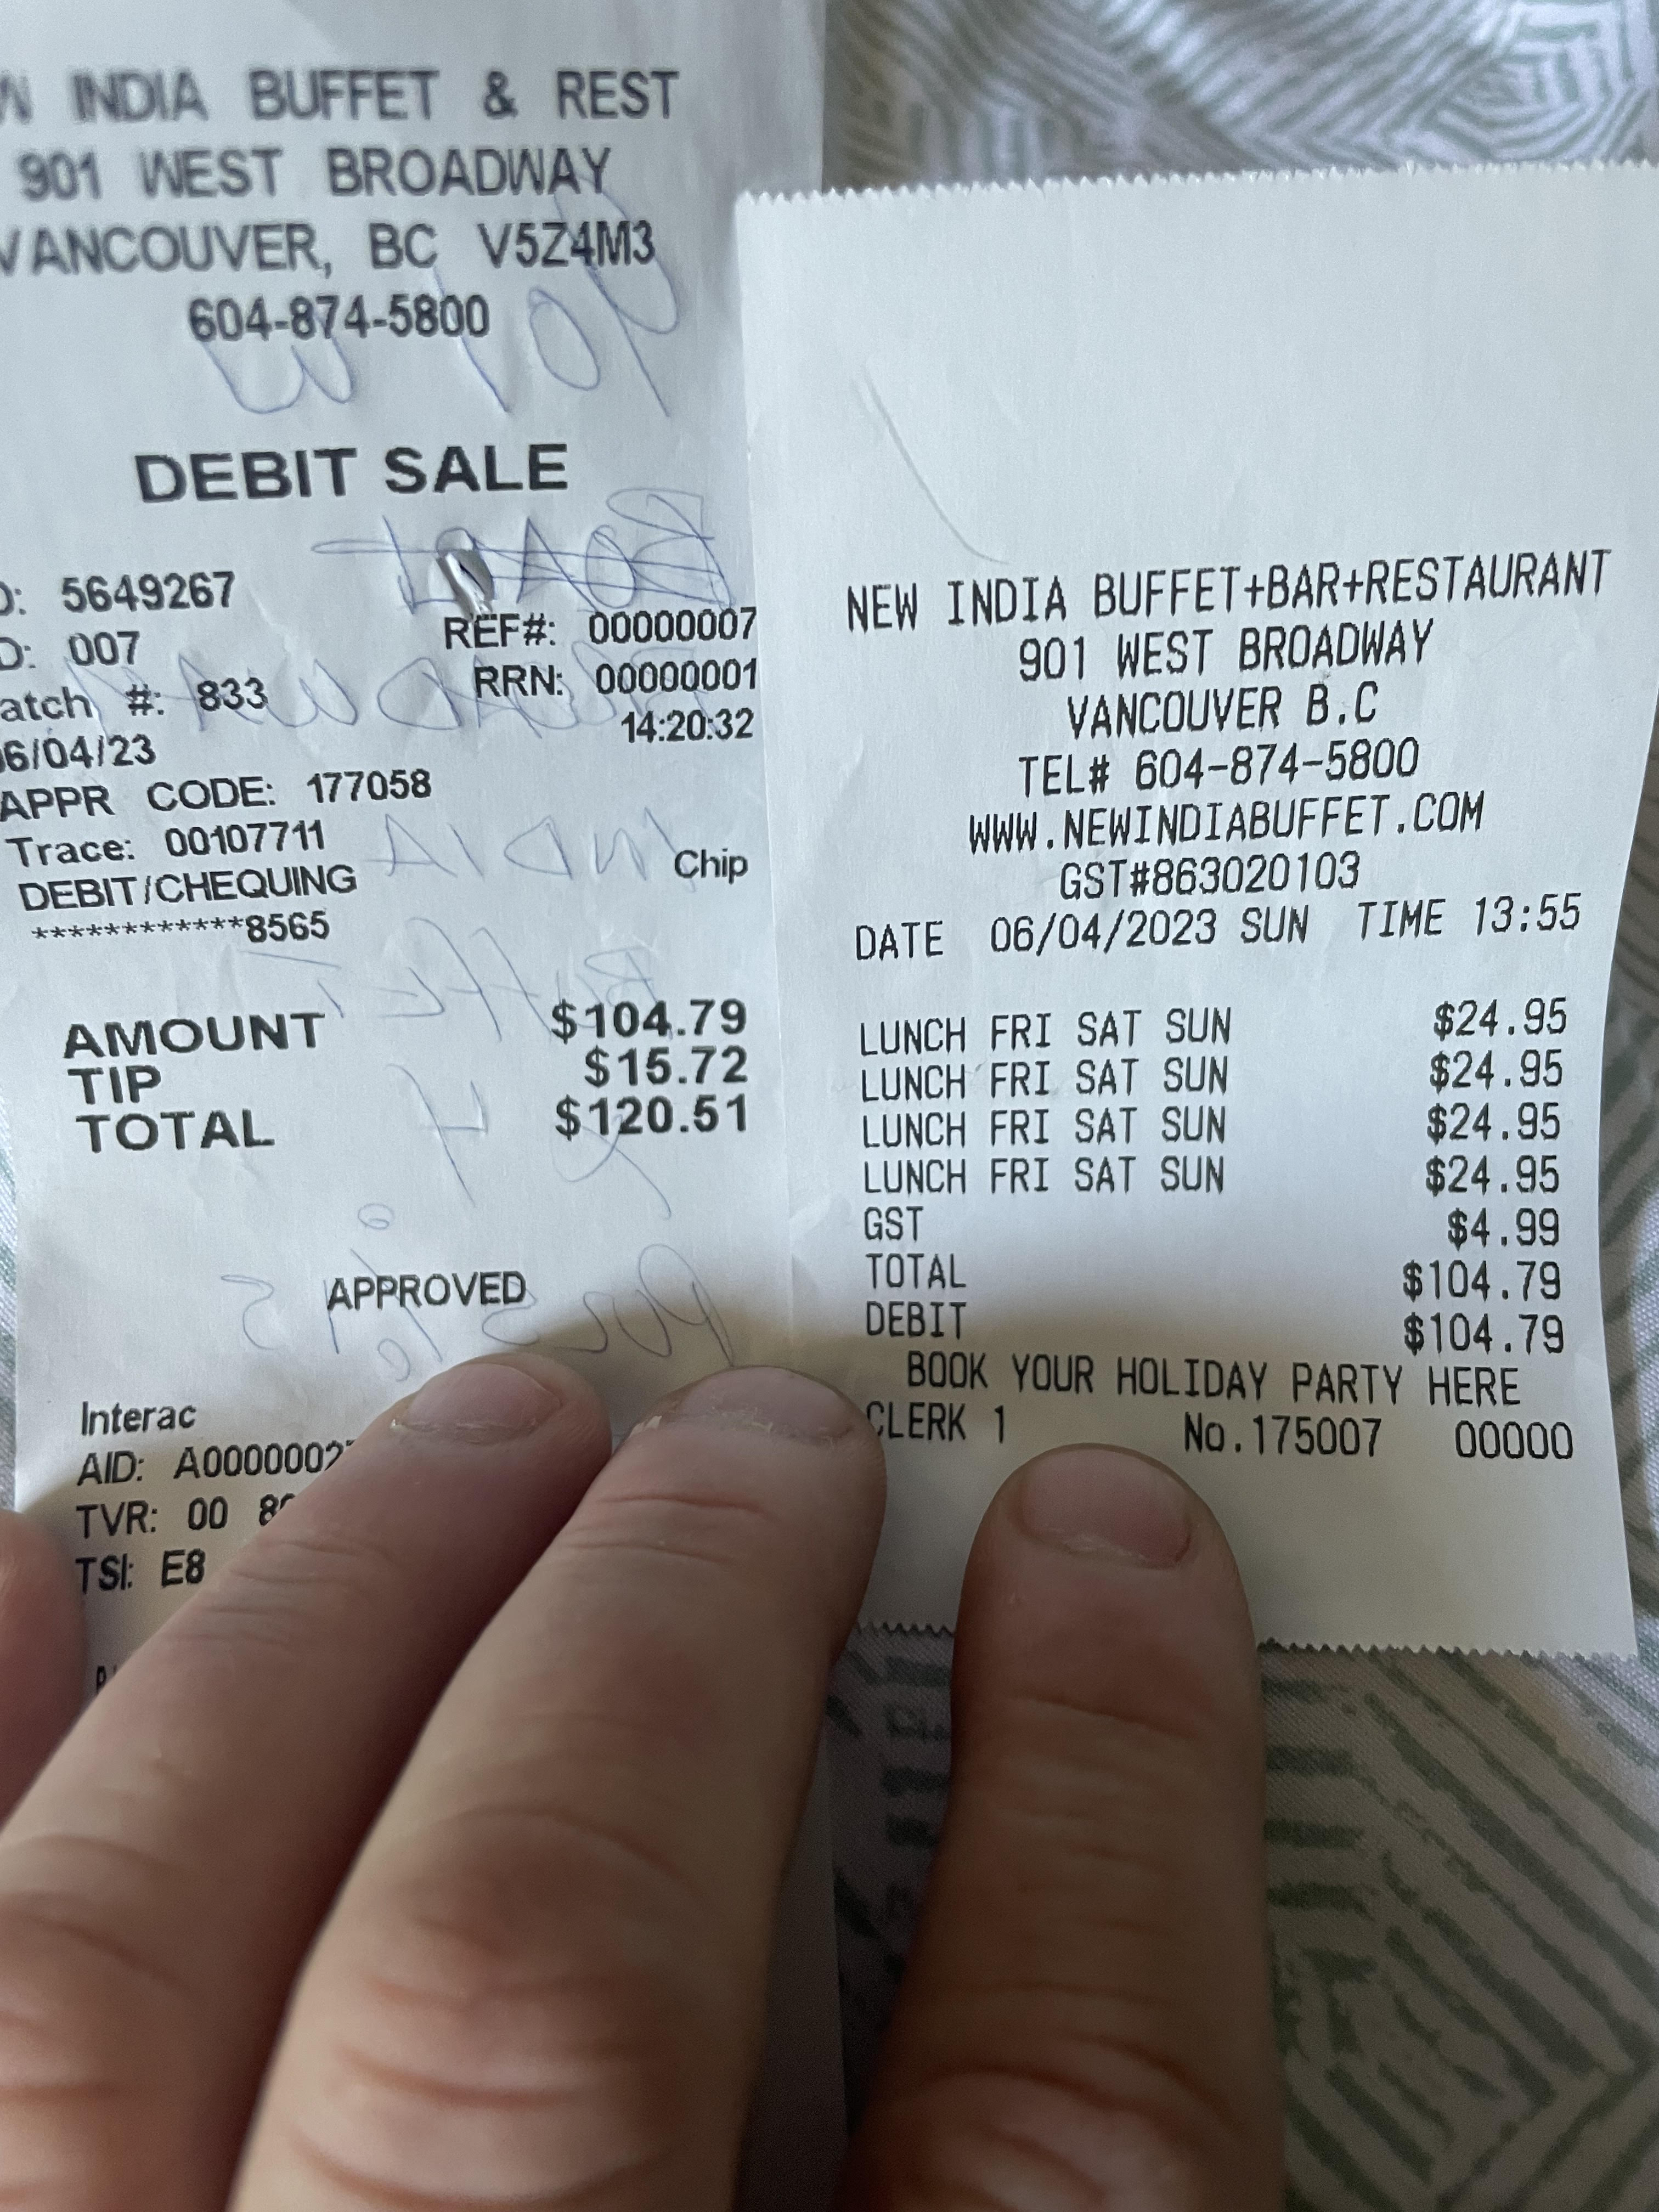 INDIA BUFFET & REST
901 WEST BROADWAY
VANCOUVER, BC V5Z4M3
604-874-5800
DEBIT SALE
5649267
007
REF#: 00000007
#: 833
RRN: 00000001
06/04/23
14:20:32
APPR CODE: 177058
Trace: 00107711
Chip
DEBIT/CHEQUING
************8565
AMOUNT $104.79
TIP $15.72
TOTAL $120.51
APPROVED
Interac
AID:
TVR: 00
TSI: E8
901 W
BROADWAY
INDIA
BUFFET
NEW INDIA BUFFET+BAR+RESTAURANT
901 WEST BROADWAY
VANCOUVER B.C
TEL# 604-874-5800
WWW.NEWINDIABUFFET.COM
GST#863020103
DATE 06/04/2023 SUN TIME 13:55
LUNCH FRI SAT SUN $24.95
LUNCH FRI SAT SUN $24.95
LUNCH FRI SAT SUN $24.95
LUNCH FRI SAT SUN $24.95
GST $4.99
TOTAL $104.79
DEBIT $104.79
BOOK YOUR HOLIDAY PARTY HERE
CLERK 1 No.175007 00000